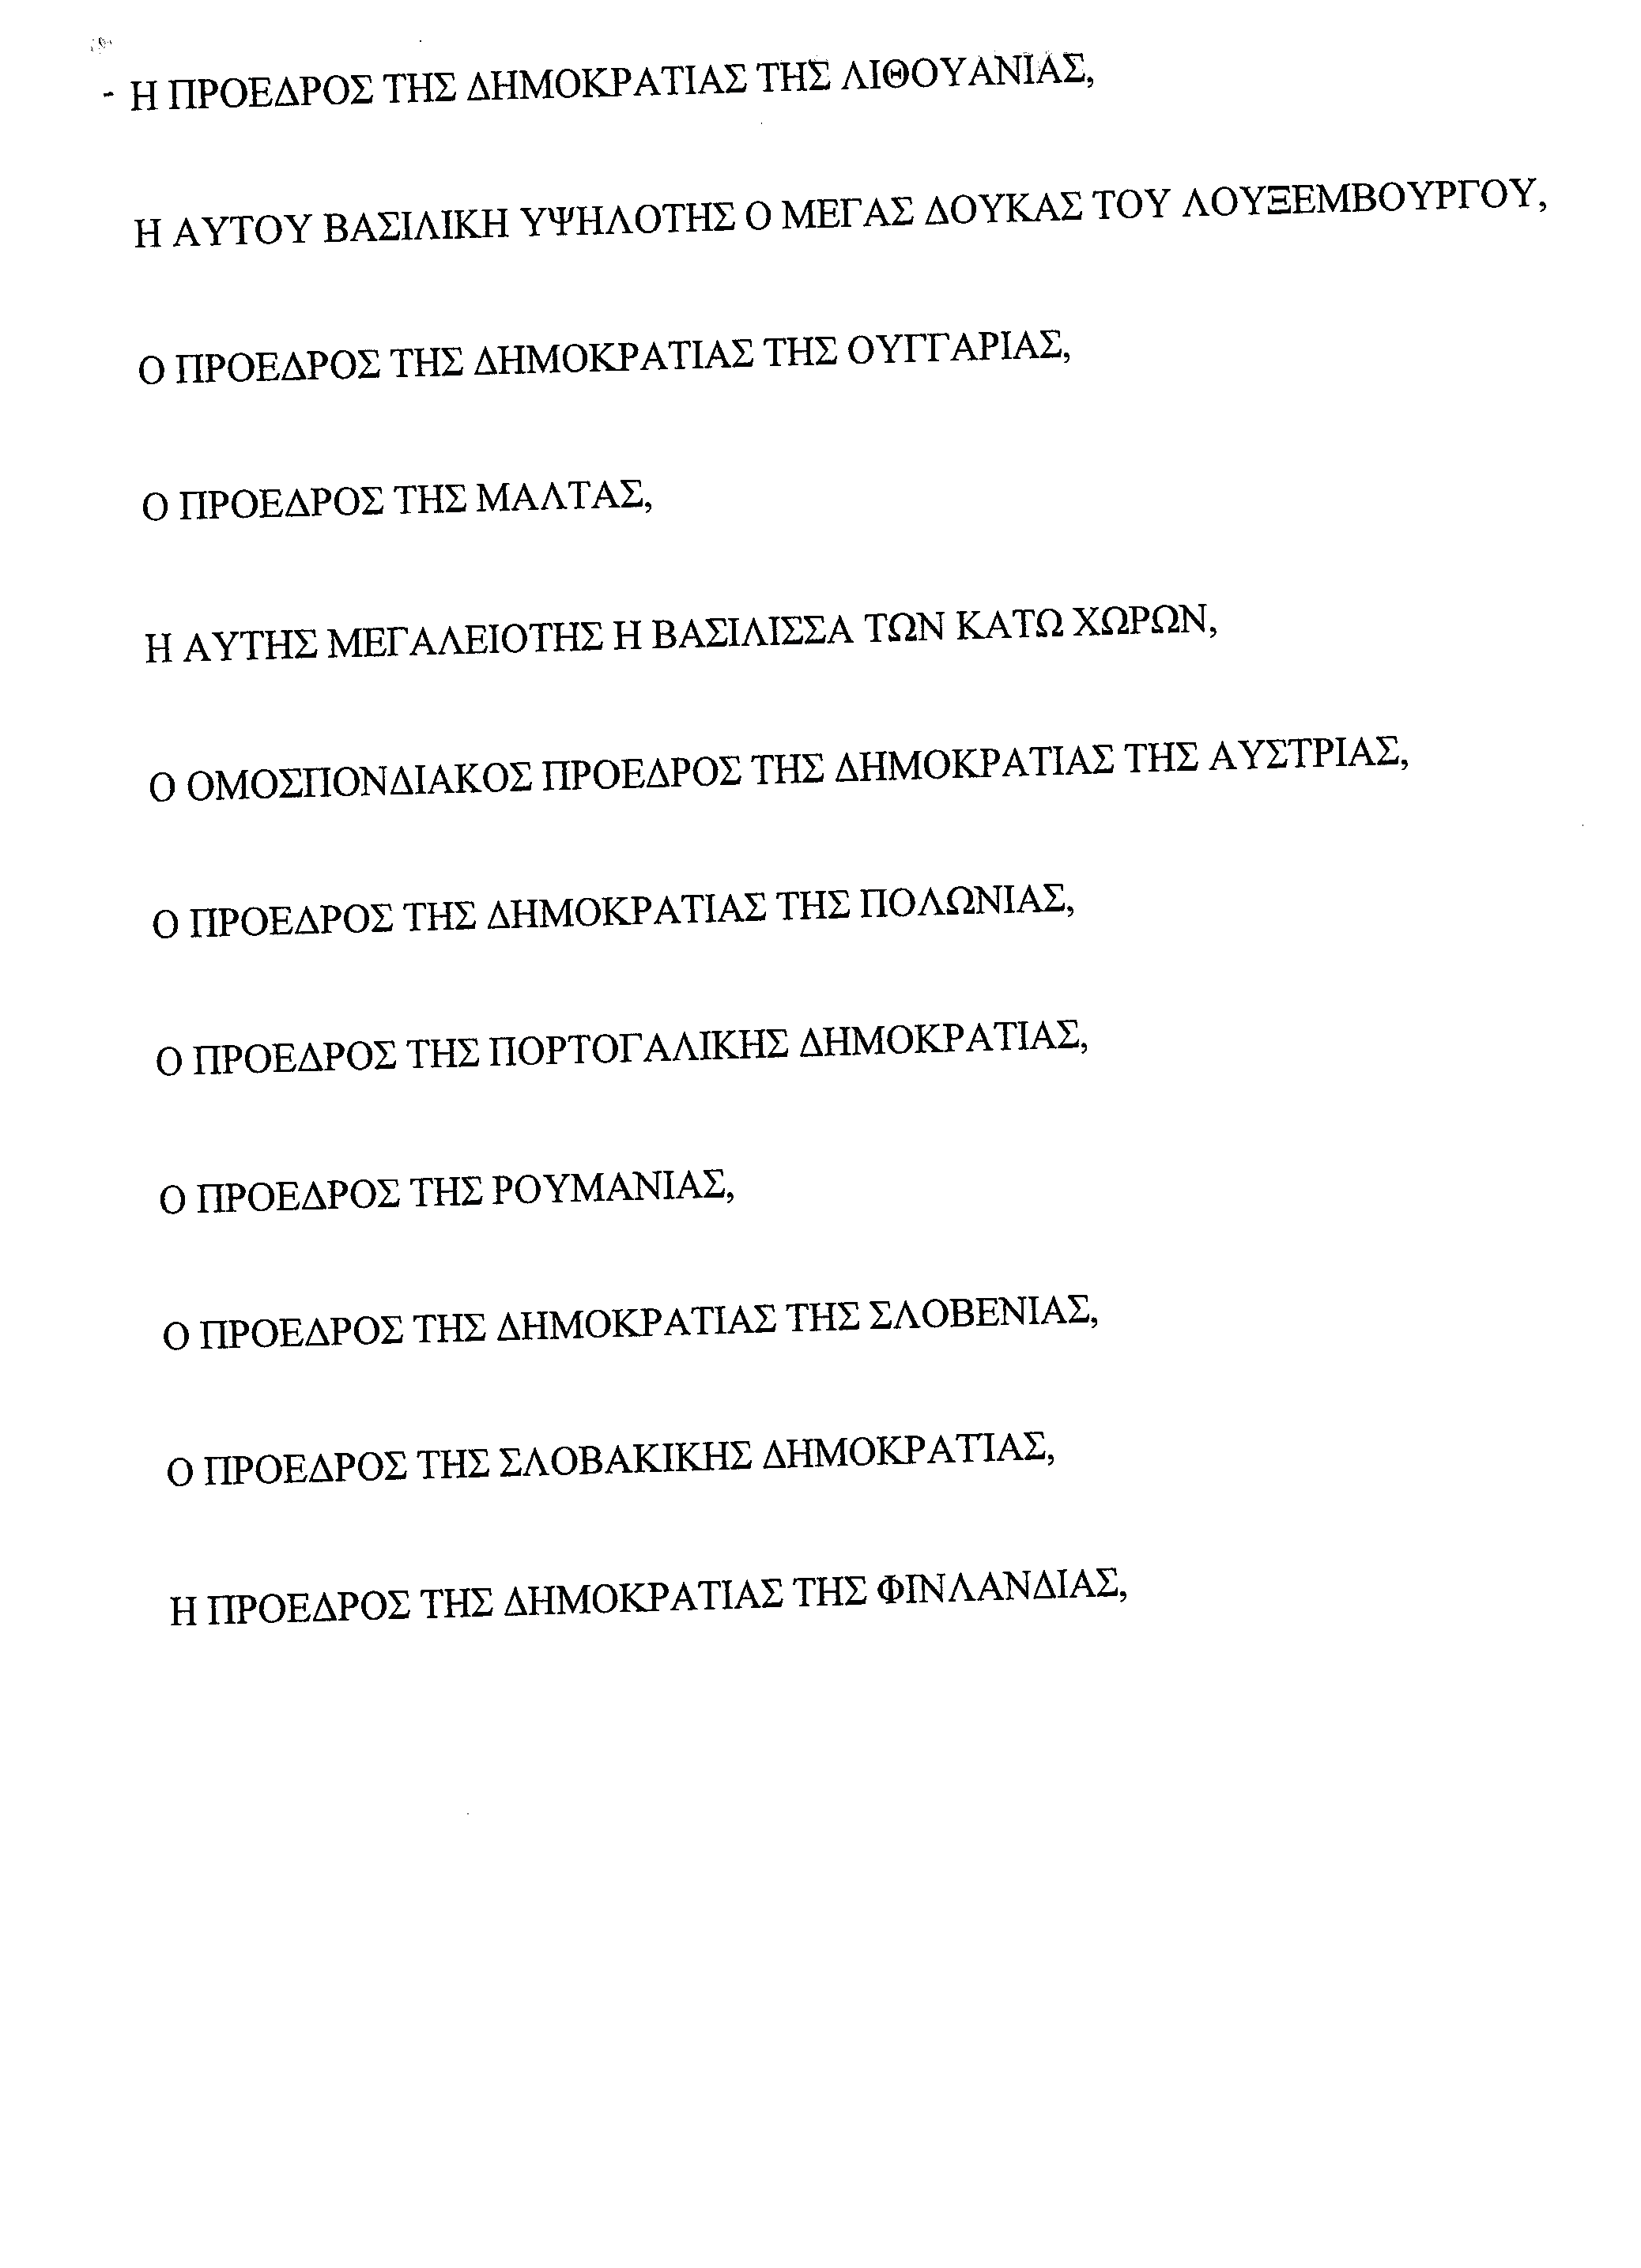 Η ΠΡΟΕΔΡΟΣ ΤΗΣ ΔΗΜΟΚΡΑΤΙΑΣ ΤΗΣ ΛΙΘΟΥΑΝΙΑΣ,
Η ΑΥΤΟΥ ΒΑΣΙΛΙΚΗ ΥΨΗΛΟΤΗΣ Ο ΜΕΓΑΣ ΔΟΥΚΑΣ ΤΟΥ ΛΟΥΞΕΜΒΟΥΡΓΟΥ,
Ο ΠΡΟΕΔΡΟΣ ΤΗΣ ΔΗΜΟΚΡΑΤΙΑΣ ΤΗΣ ΟΥΓΓΑΡΙΑΣ,
Ο ΠΡΟΕΔΡΟΣ ΤΗΣ ΜΑΛΤΑΣ,
Η ΑΥΤΗΣ ΜΕΓΑΛΕΙΟΤΗΣ Η ΒΑΣΙΛΙΣΣΑ ΤΩΝ ΚΑΤΩ ΧΩΡΩΝ,
Ο ΟΜΟΣΠΟΝΔΙΑΚΟΣ ΠΡΟΕΔΡΟΣ ΤΗΣ ΔΗΜΟΚΡΑΤΙΑΣ ΤΗΣ ΑΥΣΤΡΙΑΣ,
Ο ΠΡΟΕΔΡΟΣ ΤΗΣ ΔΗΜΟΚΡΑΤΙΑΣ ΤΗΣ ΠΟΛΩΝΙΑΣ,
Ο ΠΡΟΕΔΡΟΣ ΤΗΣ ΠΟΡΤΟΓΑΛΙΚΗΣ ΔΗΜΟΚΡΑΤΙΑΣ,
Ο ΠΡΟΕΔΡΟΣ ΤΗΣ ΡΟΥΜΑΝΙΑΣ,
Ο ΠΡΟΕΔΡΟΣ ΤΗΣ ΔΗΜΟΚΡΑΤΙΑΣ ΤΗΣ ΣΛΟΒΕΝΙΑΣ,
Ο ΠΡΟΕΔΡΟΣ ΤΗΣ ΣΛΟΒΑΚΙΚΗΣ ΔΗΜΟΚΡΑΤΙΑΣ,
Η ΠΡΟΕΔΡΟΣ ΤΗΣ ΔΗΜΟΚΡΑΤΙΑΣ ΤΗΣ ΦΙΝΛΑΝΔΙΑΣ,